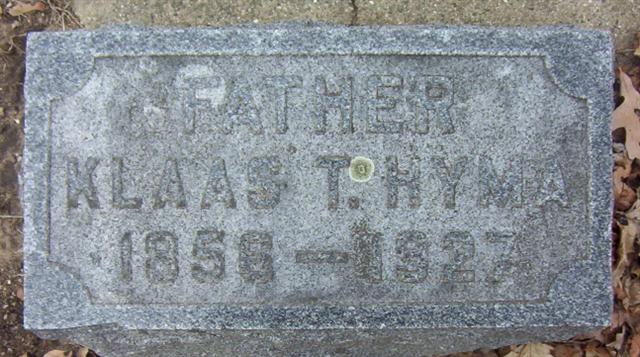 FATHER
KLAAS T. HYMA
1856 — 1927